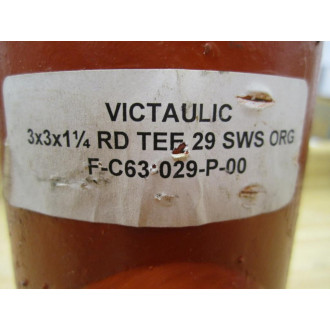 VICTAULIC
3x3x1¼ RD TEE 29 SWS ORG
F-C63·029-P-00